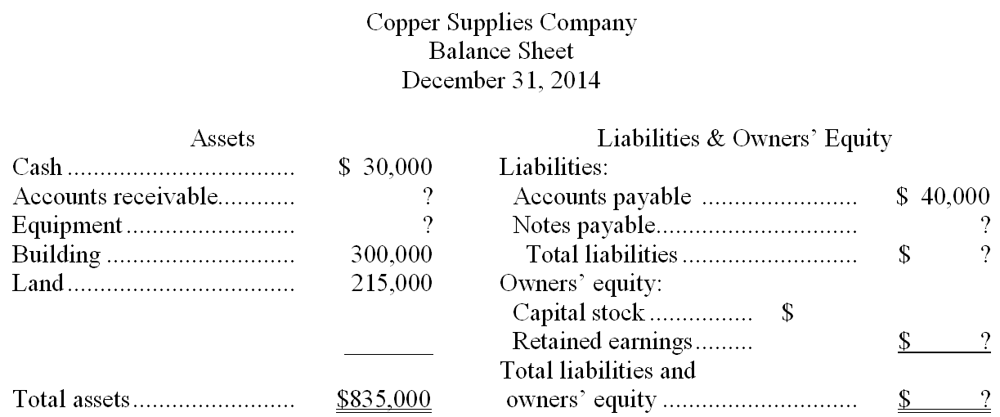 Copper Supplies Company
Balance Sheet
December 31, 2014
Assets
Cash .................................. $ 30,000
Accounts receivable............ ?
Equipment .......................... ?
Building ............................. 300,000
Land................................... 215,000
Total assets......................... $835,000
Liabilities & Owners’ Equity
Liabilities:
Accounts payable ........................ $ 40,000
Notes payable............................... ?
Total liabilities ........................... $ ?
Owners’ equity:
Capital stock ................ $
Retained earnings......... $ ?
Total liabilities and
owners’ equity .............................. $ ?